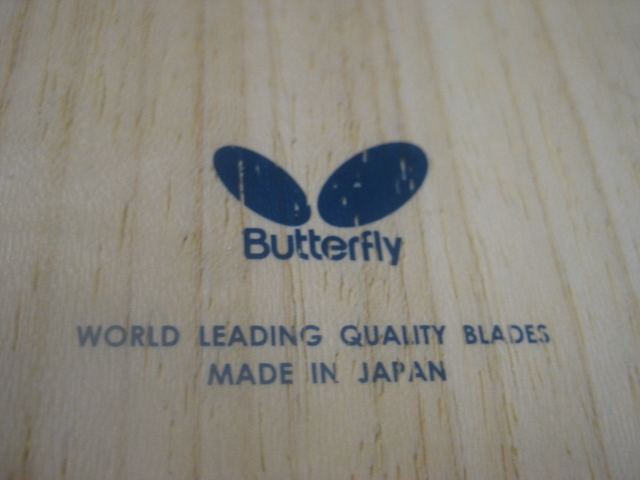 Butterfly
WORLD LEADING QUALITY BLADES
MADE IN JAPAN